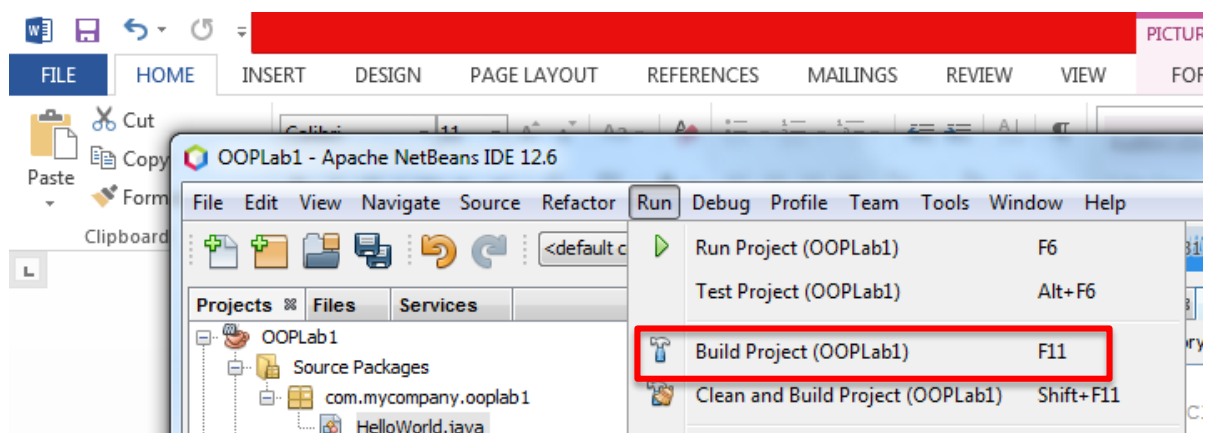 PICTUR
FILE HOME INSERT DESIGN PAGE LAYOUT REFERENCES MAILINGS REVIEW VIEW FOR
Cut
Calibri 11
Copy
Paste
Form
Clipboard
OOPLab1 - Apache NetBeans IDE 12.6
File Edit View Navigate Source Refactor Run Debug Profile Team Tools Window Help
<default c
Run Project (OOPLab1) F6
Test Project (OOPLab1) Alt+F6
Projects Files Services
OOPLab1
Build Project (OOPLab1) F11
Source Packages
com.mycompany.ooplab1
Clean and Build Project (OOPLab1) Shift+F11
HelloWorld.java